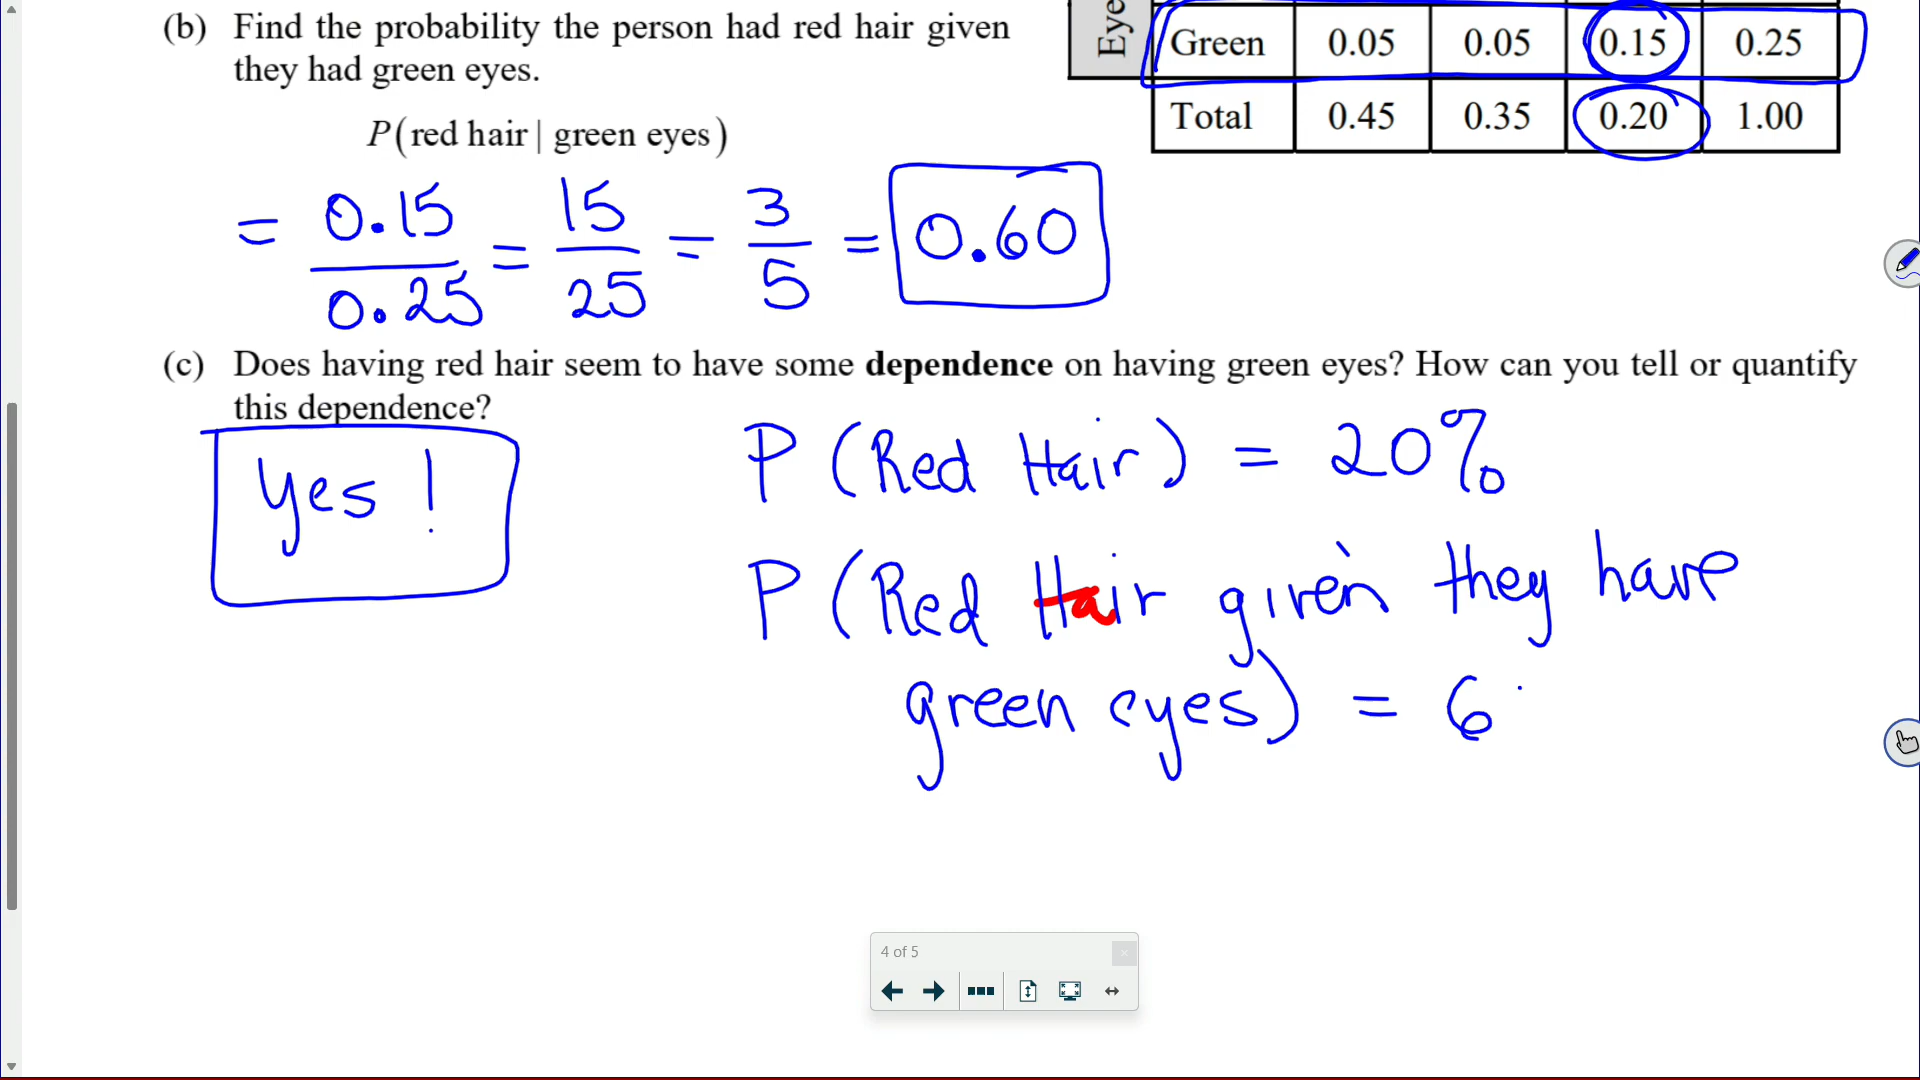 (b) Find the probability the person had red hair given
they had green eyes.
P(red hair | green eyes)
= 0.15/0.25 = 15/25 = 3/5 = 0.60
Eye
Green 0.05 0.05 0.15 0.25
Total 0.45 0.35 0.20 1.00
(c) Does having red hair seem to have some dependence on having green eyes? How can you tell or quantify
this dependence?
Yes !
P (Red Hair) = 20%
P (Red Hair given they have
green eyes) = 6
4 of 5